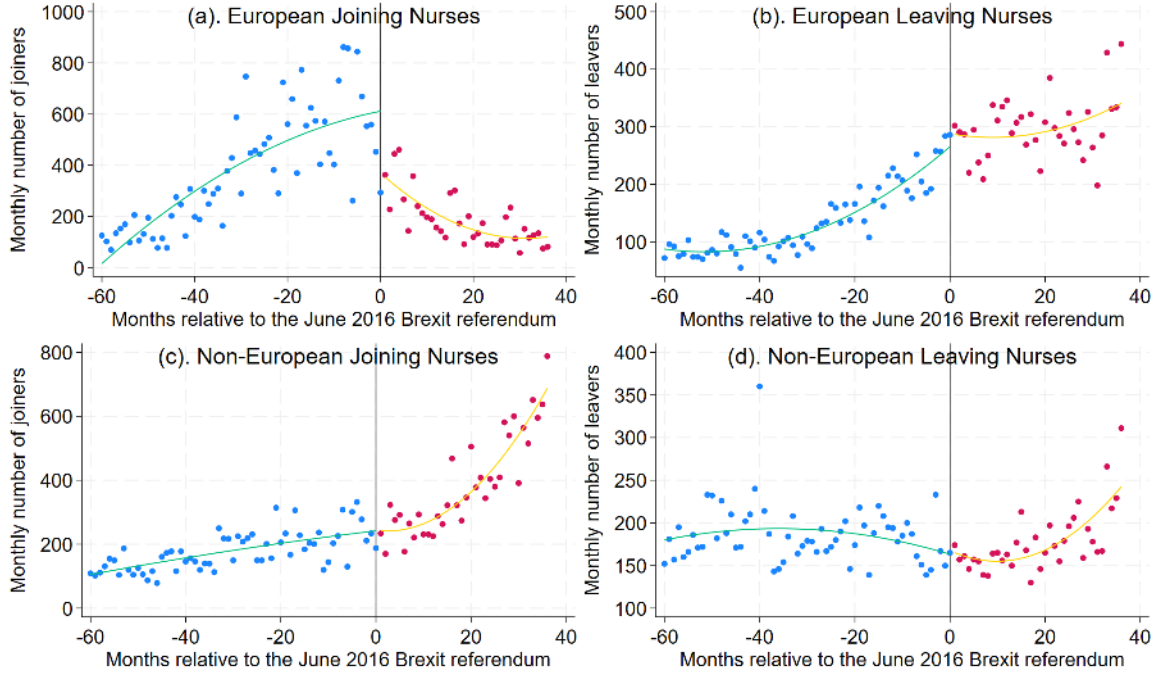 (a). European Joining Nurses
Monthly number of joiners
1000
800
600
400
200
0
-60 -40 -20 0 20 40
Months relative to the June 2016 Brexit referendum
(b). European Leaving Nurses
Monthly number of leavers
500
400
300
200
100
-60 -40 -20 0 20 40
Months relative to the June 2016 Brexit referendum
(c). Non-European Joining Nurses
Monthly number of joiners
800
600
400
200
0
-60 -40 -20 0 20 40
Months relative to the June 2016 Brexit referendum
(d). Non-European Leaving Nurses
Monthly number of leavers
400
350
300
250
200
150
100
-60 -40 -20 0 20 40
Months relative to the June 2016 Brexit referendum